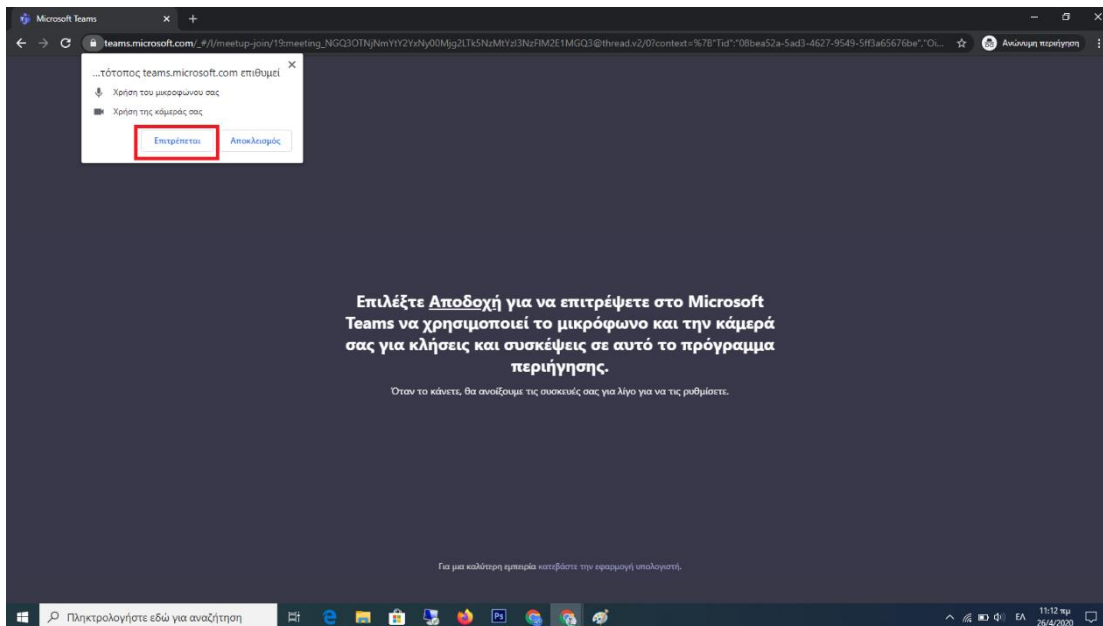 Microsoft Teams
teams.microsoft.com/_#/l/meetup-join/19:meeting_NGQ3OTNjNmYtY2YxNy00Mjg2LTk5NzMtYzI3NzFlM2E1MGQ3@thread.v2/0?context=%7B"Tid":"08bea52a-5ad3-4627-9549-5ff3a65676be","Oi...
Ανώνυμη περιήγηση
...τότοπος teams.microsoft.com επιθυμεί
Χρήση του μικροφώνου σας
Χρήση της κάμεράς σας
Επιτρέπεται
Αποκλεισμός
Επιλέξτε Αποδοχή για να επιτρέψετε στο Microsoft
Teams να χρησιμοποιεί το μικρόφωνο και την κάμερά
σας για κλήσεις και συσκέψεις σε αυτό το πρόγραμμα
περιήγησης.
Όταν το κάνετε, θα ανοίξουμε τις συσκευές σας για λίγο για να τις ρυθμίσετε.
Για μια καλύτερη εμπειρία κατεβάστε την εφαρμογή υπολογιστή.
Πληκτρολογήστε εδώ για αναζήτηση
Ps
ΕΛ
11:12 πμ
26/4/2020